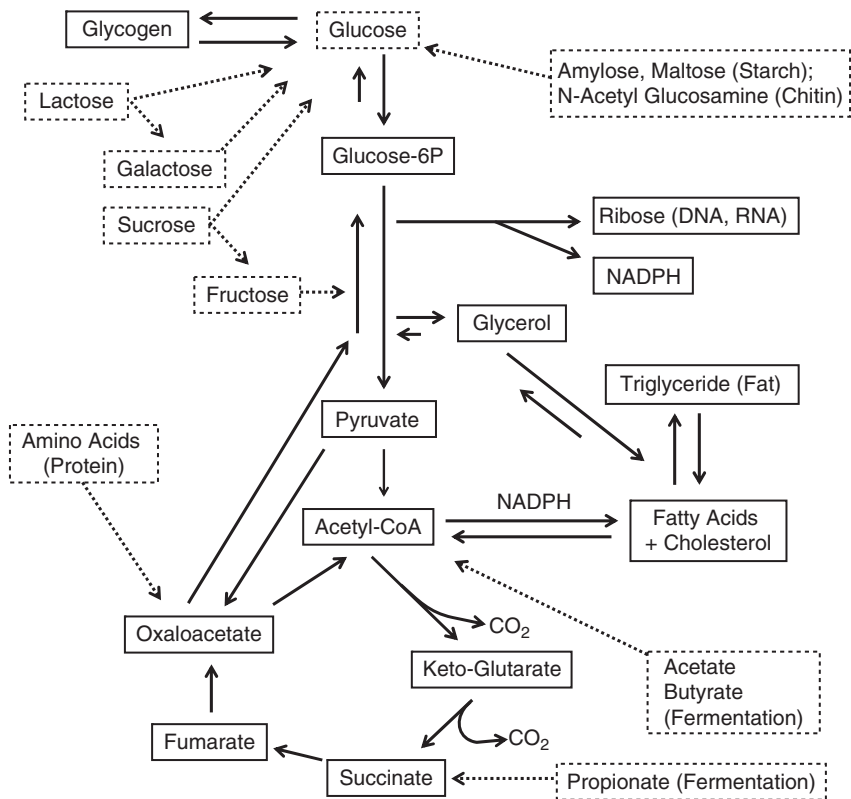 Glycogen
Glucose
Amylose, Maltose (Starch);
N-Acetyl Glucosamine (Chitin)
Lactose
Galactose
Glucose-6P
Sucrose
Ribose (DNA, RNA)
NADPH
Fructose
Glycerol
Triglyceride (Fat)
Pyruvate
Amino Acids
(Protein)
NADPH
Acetyl-CoA
Fatty Acids
+ Cholesterol
Oxaloacetate
CO2
Keto-Glutarate
Acetate
Butyrate
(Fermentation)
Fumarate
CO2
Succinate
Propionate (Fermentation)